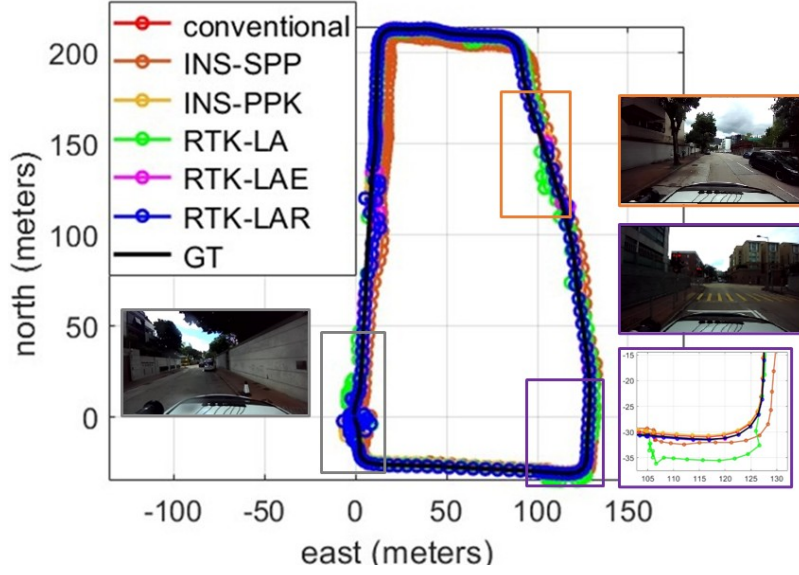 conventional
INS-SPP
INS-PPK
RTK-LA
RTK-LAE
RTK-LAR
GT
200
150
100
50
0
north (meters)
-100
-50
0
50
100
150
east (meters)
-15
-20
-25
-30
-35
105
110
115
120
125
130